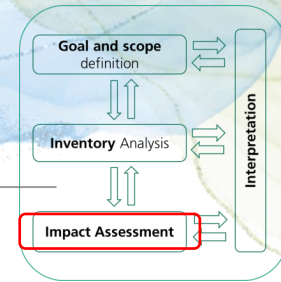 Goal and scope
definition
Inventory Analysis
Impact Assessment
Interpretation